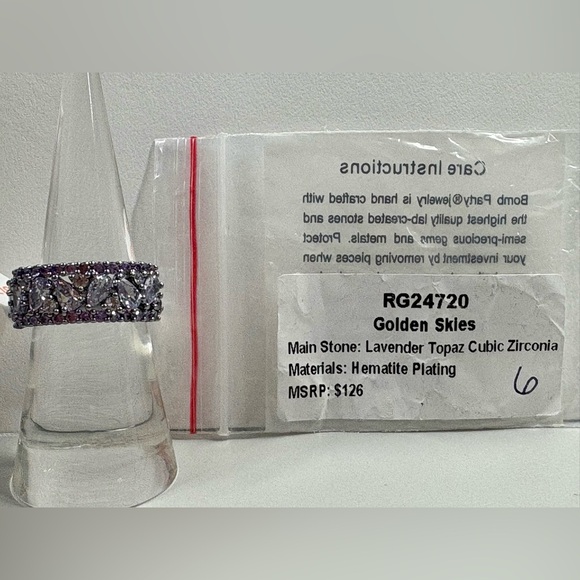 Care Instructions
Bomb Party® jewelry is hand crafted with
the highest quality lab-created stones and
semi-precious gems and metals. Protect
your investment by removing pieces when
RG24720
Golden Skies
Main Stone: Lavender Topaz Cubic Zirconia
Materials: Hematite Plating
MSRP: $126
6